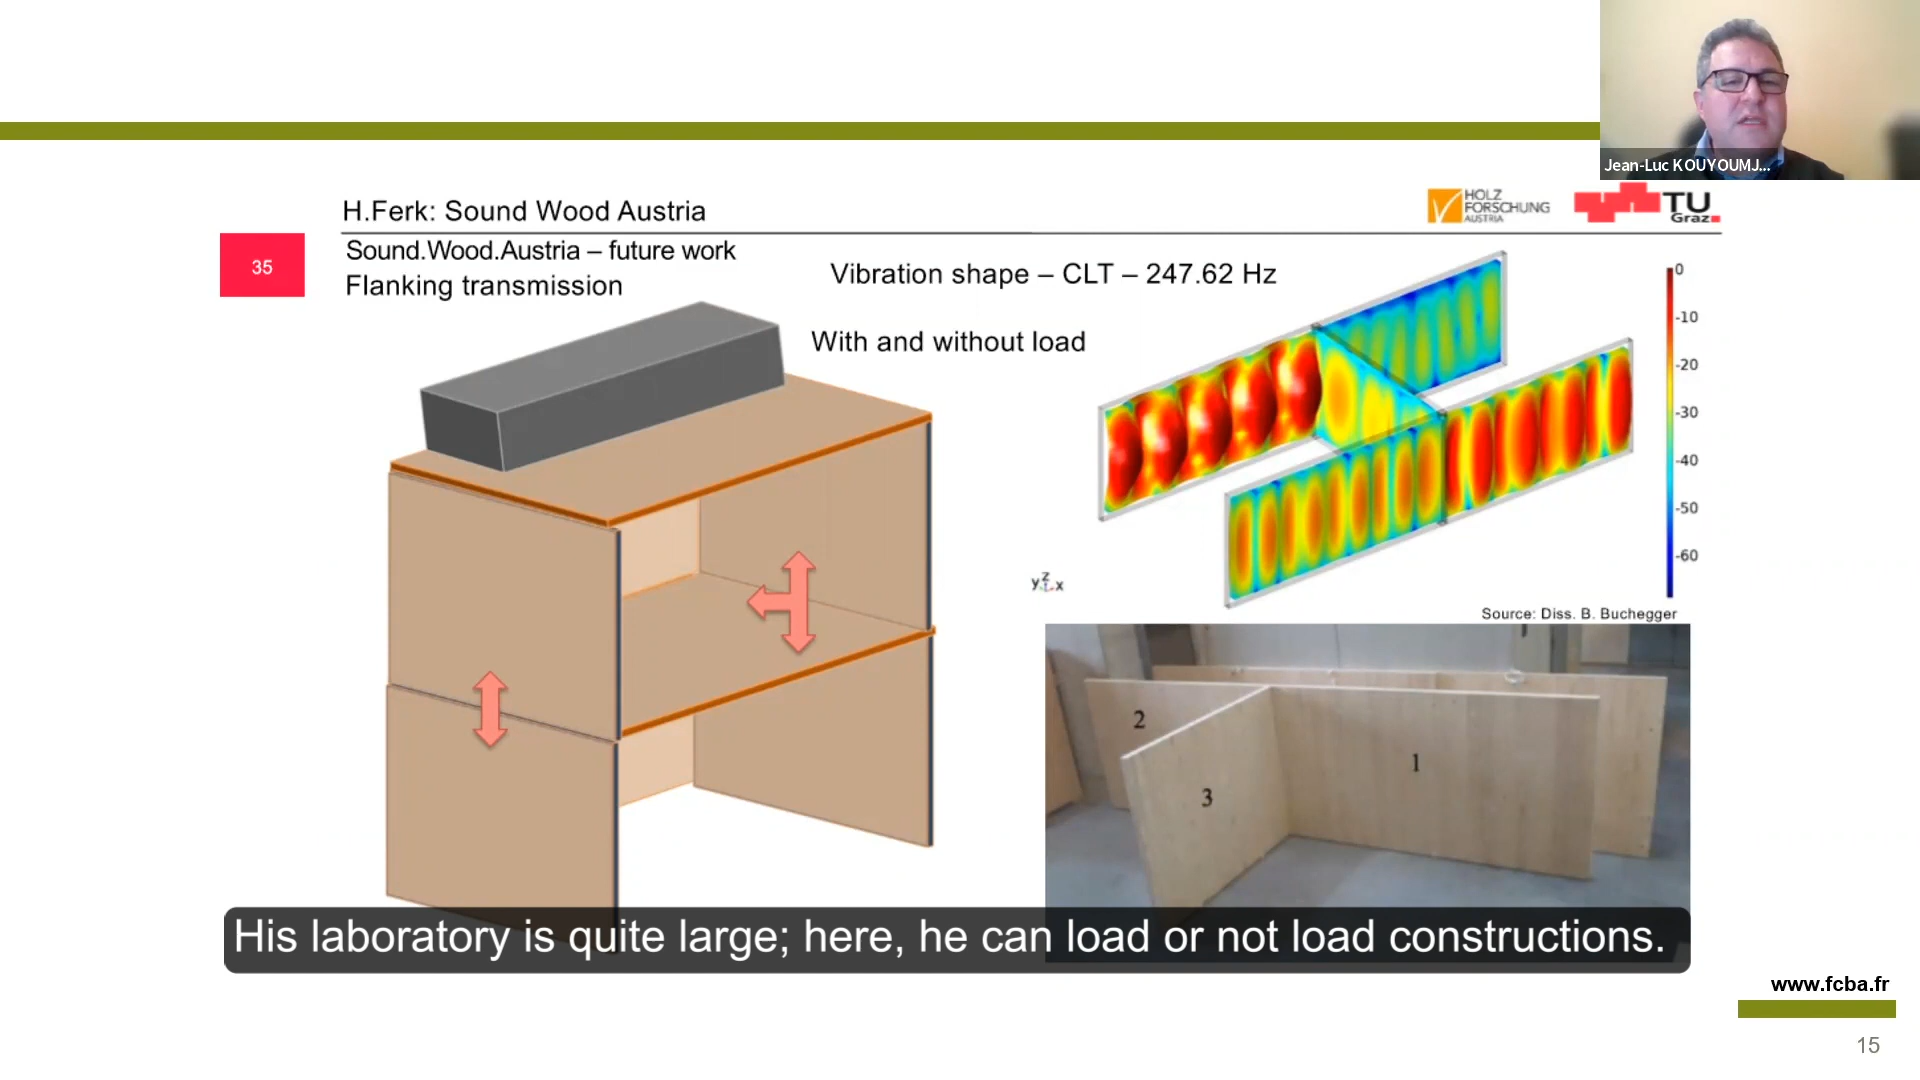 Jean-Luc KOUYOUMJ...
H.Ferk: Sound Wood Austria
HOLZ
FORSCHUNG
AUSTRIA
TU
Graz
35
Sound.Wood.Austria – future work
Flanking transmission
Vibration shape – CLT – 247.62 Hz
With and without load
0
-10
-20
-30
-40
-50
-60
y z x
Source: Diss. B. Buchegger
2
1
3
His laboratory is quite large; here, he can load or not load constructions.
www.fcba.fr
15